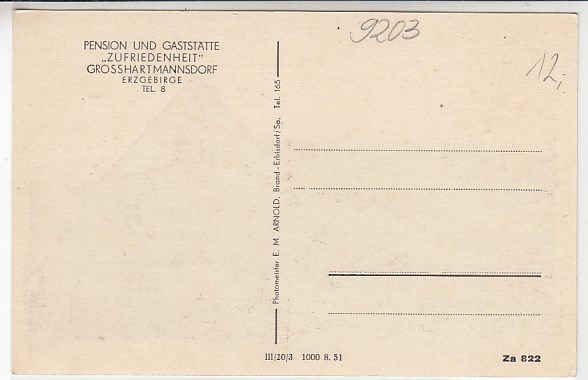 PENSION UND GASTSTÄTTE
„ZUFRIEDENHEIT"
GROSSHARTMANNSDORF
ERZGEBIRGE
TEL. 8
9203
12,-
Photomeister E. M. ARNOLD, Brand-Erbisdorf/Sa. Tel. 165
III/20/3 1000 8. 51
Za 822